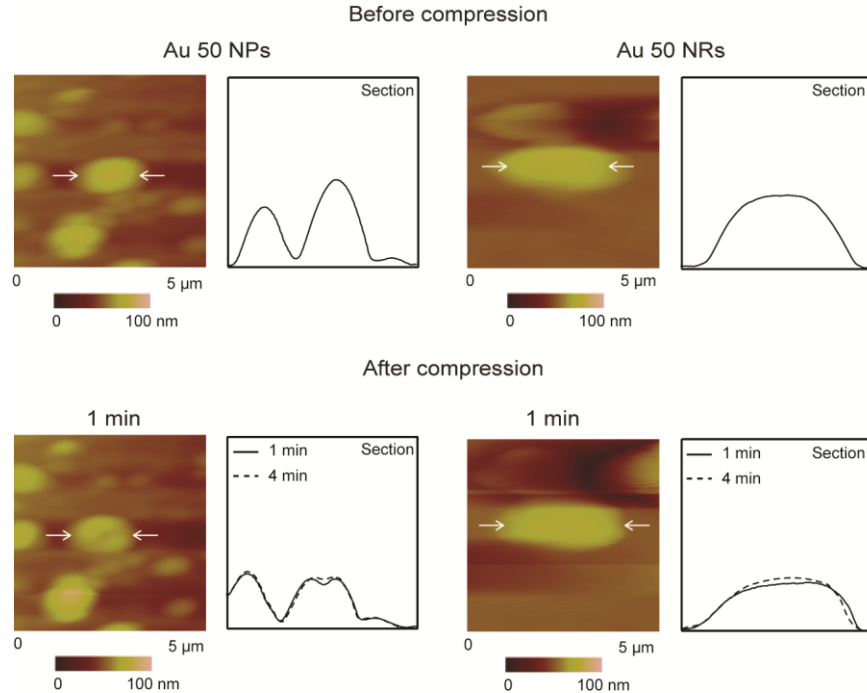 Before compression
Au 50 NPs
Au 50 NRs
Section
Section
0
5 µm
0
5 µm
0
100 nm
0
100 nm
After compression
1 min
1 min
1 min
4 min
Section
1 min
4 min
Section
0
5 µm
0
5 µm
0
100 nm
0
100 nm